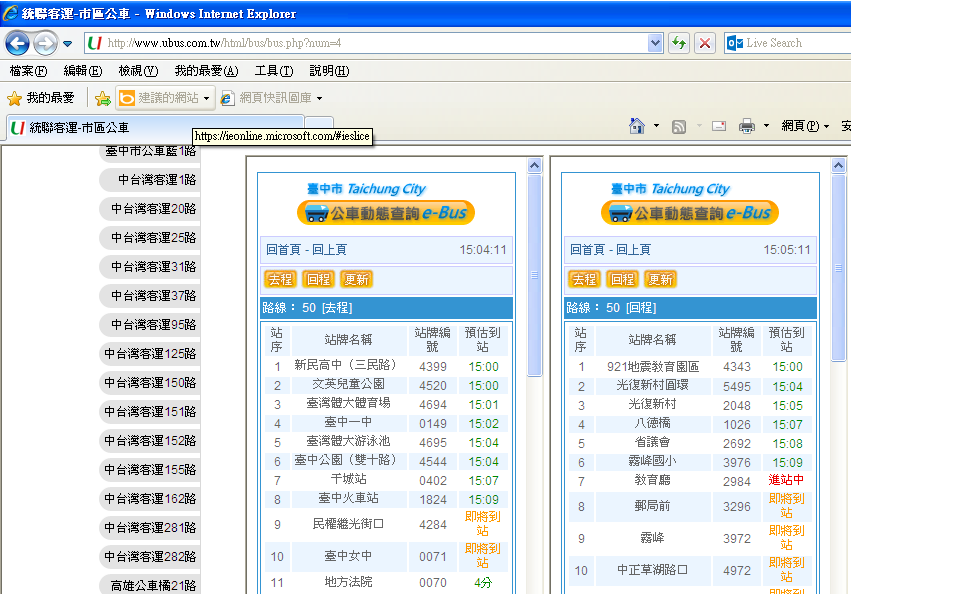 統聯客運-市區公車 - Windows Internet Explorer
http://www.ubus.com.tw/html/bus/bus.php?num=4
Live Search
檔案(F) 編輯(E) 檢視(V) 我的最愛(A) 工具(T) 說明(H)
我的最愛 建議的網站 網頁快訊圖庫
統聯客運-市區公車
網頁(P) 安
https://ieonline.microsoft.com/#ieslice
臺中市公車藍1路
中台灣客運1路
中台灣客運20路
中台灣客運25路
中台灣客運31路
中台灣客運37路
中台灣客運95路
中台灣客運125路
中台灣客運150路
中台灣客運151路
中台灣客運152路
中台灣客運155路
中台灣客運162路
中台灣客運281路
中台灣客運282路
高雄公車橘21路
臺中市 Taichung City
公車動態查詢 e-Bus
回首頁 - 回上頁 15:04:11
去程 回程 更新
路線： 50 [去程]
站序 站牌名稱 站牌編號 預估到站
1 新民高中（三民路） 4399 15:00
2 文英兒童公園 4520 15:00
3 臺灣體大體育場 4694 15:01
4 臺中一中 0149 15:02
5 臺灣體大游泳池 4695 15:04
6 臺中公園（雙十路） 4544 15:04
7 干城站 0402 15:07
8 臺中火車站 1824 15:09
9 民權繼光街口 4284 即將到站
10 臺中女中 0071 即將到站
11 地方法院 0070 4分
臺中市 Taichung City
公車動態查詢 e-Bus
回首頁 - 回上頁 15:05:11
去程 回程 更新
路線： 50 [回程]
站序 站牌名稱 站牌編號 預估到站
1 921地震教育園區 4343 15:00
2 光復新村圓環 5495 15:04
3 光復新村 2048 15:05
4 八德橋 1026 15:07
5 省議會 2692 15:08
6 霧峰國小 3976 15:09
7 教育廳 2984 進站中
8 郵局前 3296 即將到站
9 霧峰 3972 即將到站
10 中正草湖路口 4972 即將到站
即將到